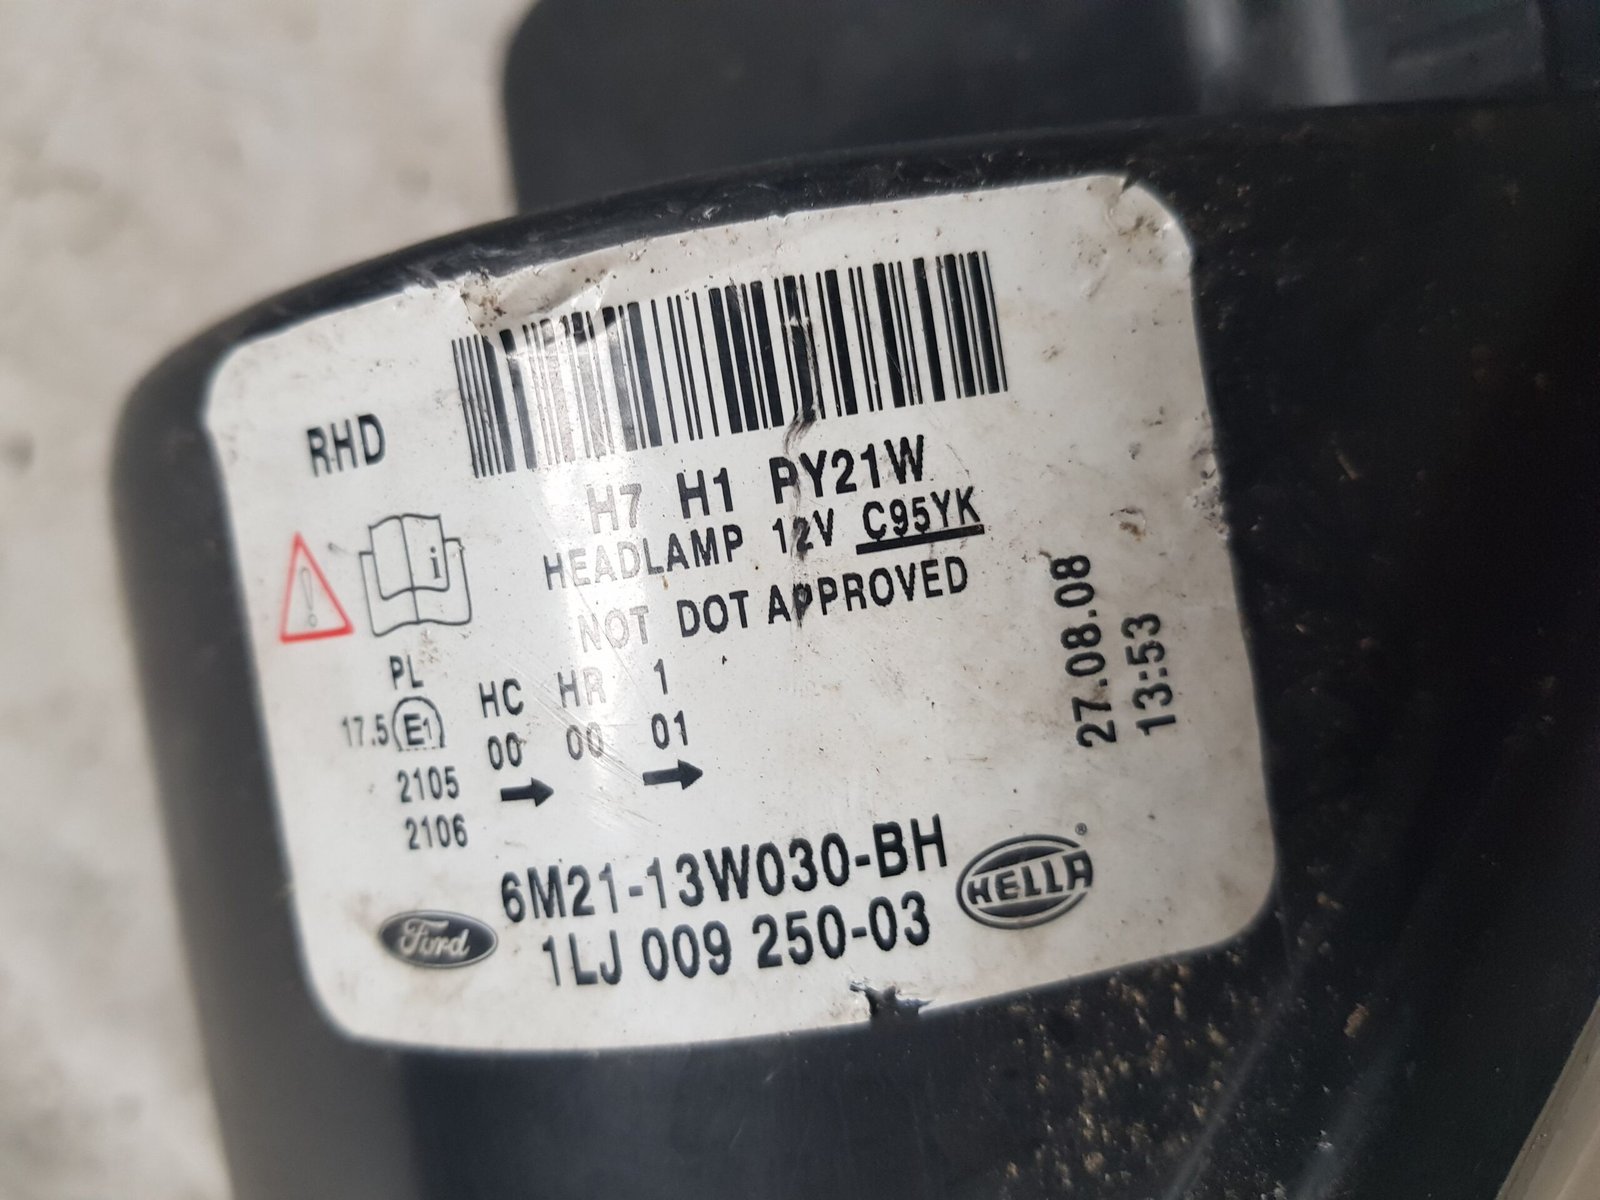 RHD
H7 H1 PY21W
HEADLAMP 12V C95YK
NOT DOT APPROVED
i
PL
17.5 E1
2105
2106
HC HR 1
00 00 01
27.08.08
13:53
6M21-13W030-BH
1LJ 009 250-03
Ford
HELLA ®